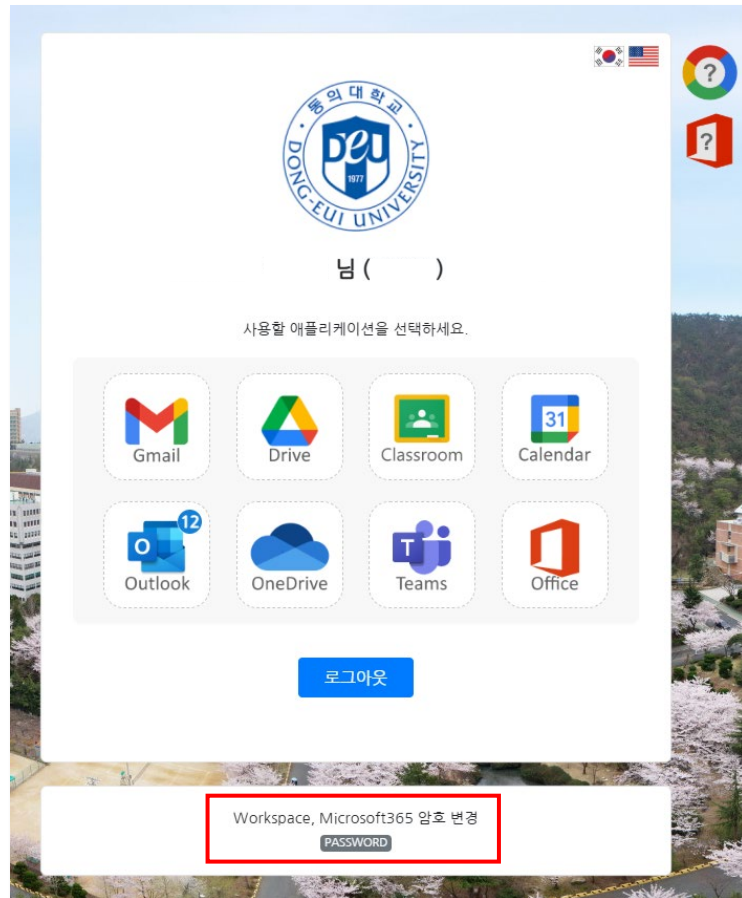 동의대학교
DEU
1977
DONG-EUI UNIVERSITY
님 ( )
사용할 애플리케이션을 선택하세요.
Gmail
Drive
Classroom
31
Calendar
12
O
Outlook
OneDrive
T
Teams
Office
로그아웃
Workspace, Microsoft365 암호 변경
PASSWORD
?
?